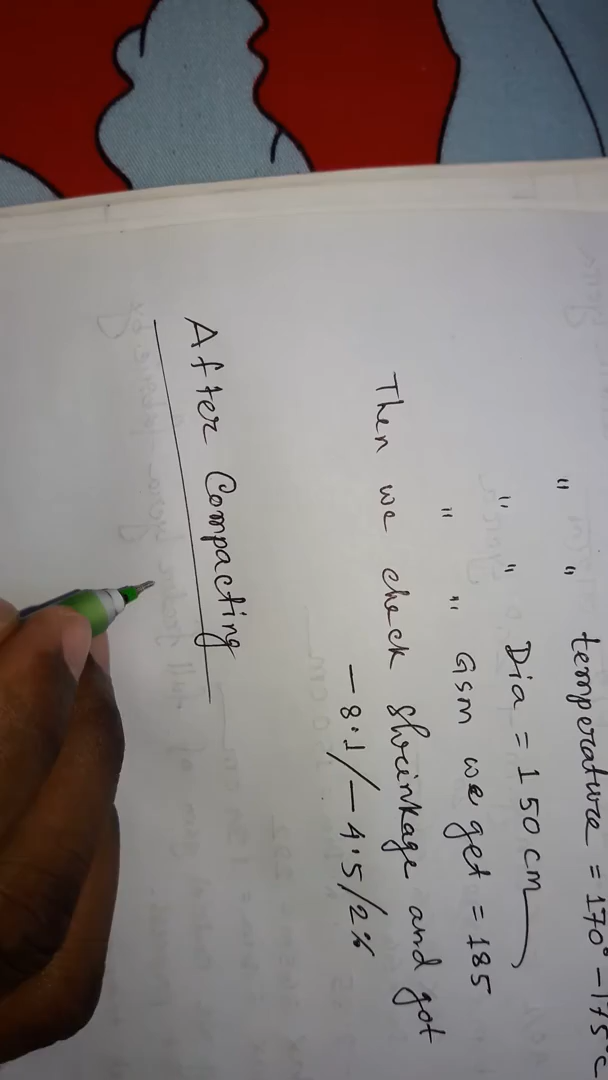 " " temperature = 170° - 175°C
" " Dia = 150 cm
" " Gsm we get = 185
Then we check shrinkage and got
- 8.1 / - 4.5 / 2%
After Compacting